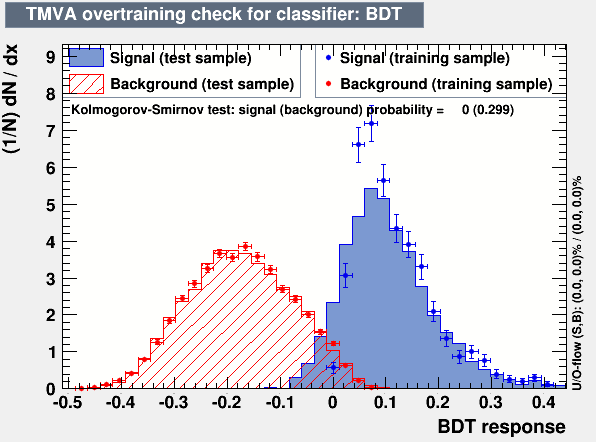 TMVA overtraining check for classifier: BDT
(1/N) dN / dx
Signal (test sample)
Background (test sample)
Signal (training sample)
Background (training sample)
Kolmogorov-Smirnov test: signal (background) probability = 0 (0.299)
9
8
7
6
5
4
3
2
1
0
-0.5 -0.4 -0.3 -0.2 -0.1 0 0.1 0.2 0.3 0.4
BDT response
U/O-flow (S,B): (0.0, 0.0)% / (0.0, 0.0)%